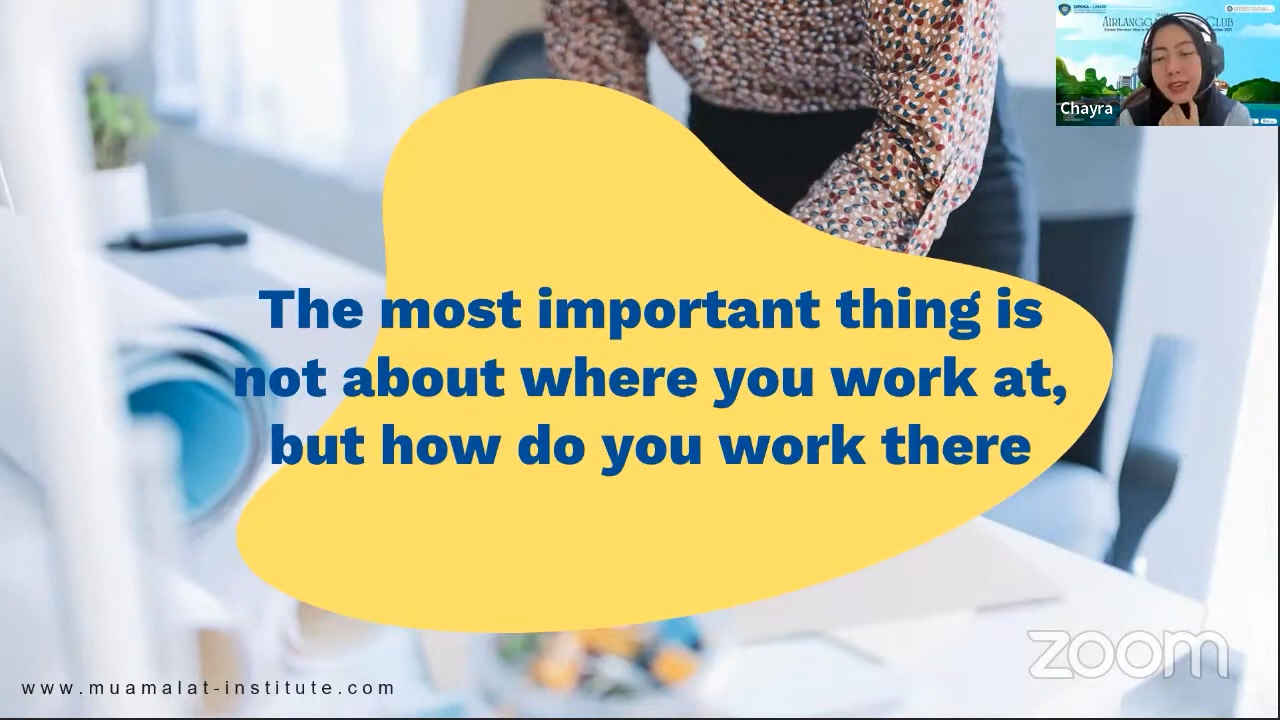 The most important thing is
not about where you work at,
but how do you work there
Chayra
zoom
www.muamalat-institute.com